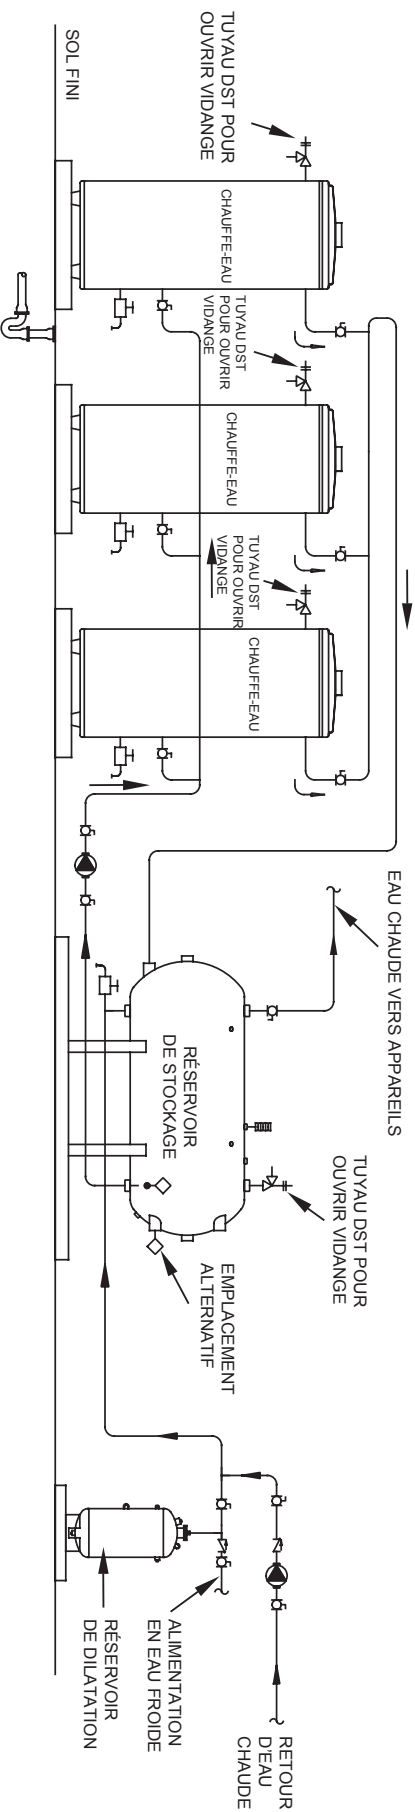 TUYAU DST POUR
OUVRIR VIDANGE
SOL FINI
CHAUFFE-EAU
TUYAU DST
POUR OUVRIR
VIDANGE
CHAUFFE-EAU
TUYAU DST
POUR OUVRIR
VIDANGE
CHAUFFE-EAU
EAU CHAUDE VERS APPAREILS
RÉSERVOIR
DE STOCKAGE
TUYAU DST POUR
OUVRIR VIDANGE
EMPLACEMENT
ALTERNATIF
RÉSERVOIR
DE DILATATION
ALIMENTATION
EN EAU FROIDE
RETOUR
D'EAU
CHAUDE